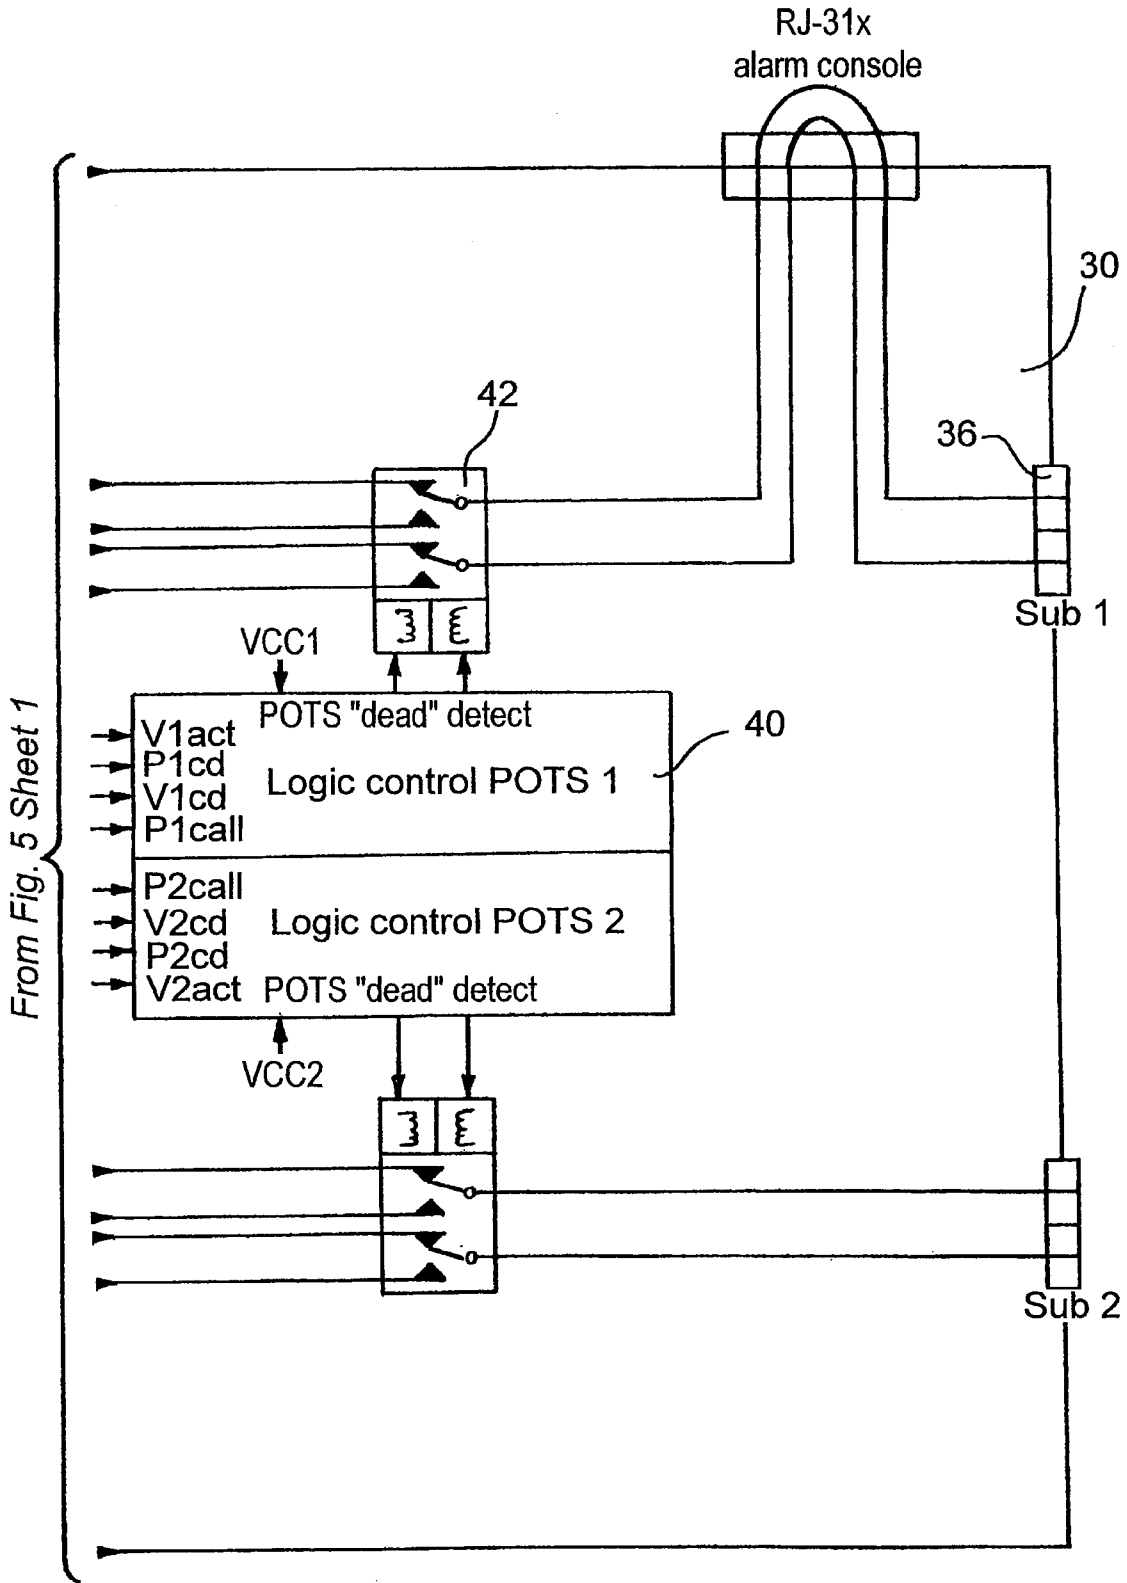 RJ-31x
alarm console
30
42
36
Sub 1
VCC1
POTS "dead" detect
V1act
P1cd
V1cd
P1call
Logic control POTS 1
40
From Fig. 5 Sheet 1
P2call
V2cd
P2cd
V2act
Logic control POTS 2
POTS "dead" detect
VCC2
Sub 2